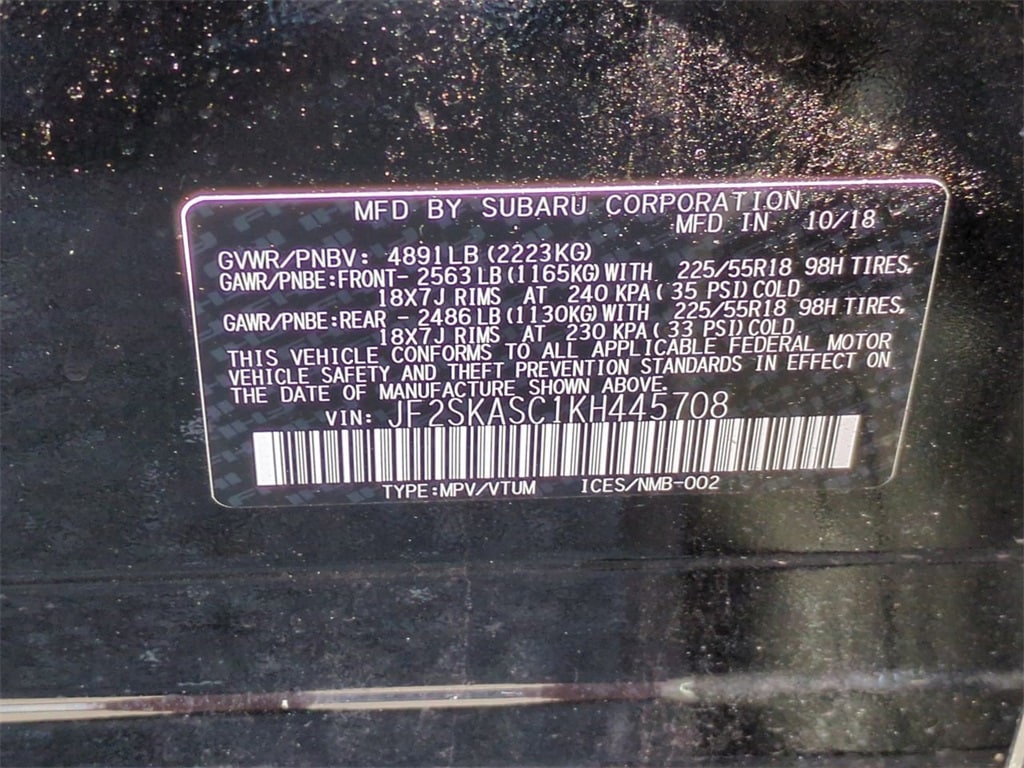 MFD BY SUBARU CORPORATION
MFD IN 10/18
GVWR/PNBV: 4891LB(2223KG)
GAWR/PNBE:FRONT- 2563LB(1165KG)WITH 225/55R18 98H TIRES,
18X7J RIMS AT 240 KPA( 35 PSI)COLD
GAWR/PNBE:REAR - 2486LB(1130KG)WITH 225/55R18 98H TIRES,
18X7J RIMS AT 230 KPA( 33 PSI)COLD
THIS VEHICLE CONFORMS TO ALL APPLICABLE FEDERAL MOTOR
VEHICLE SAFETY AND THEFT PREVENTION STANDARDS IN EFFECT ON
THE DATE OF MANUFACTURE SHOWN ABOVE.
VIN: JF2SKASC1KH445708
TYPE:MPV/VTUM ICES/NMB-002